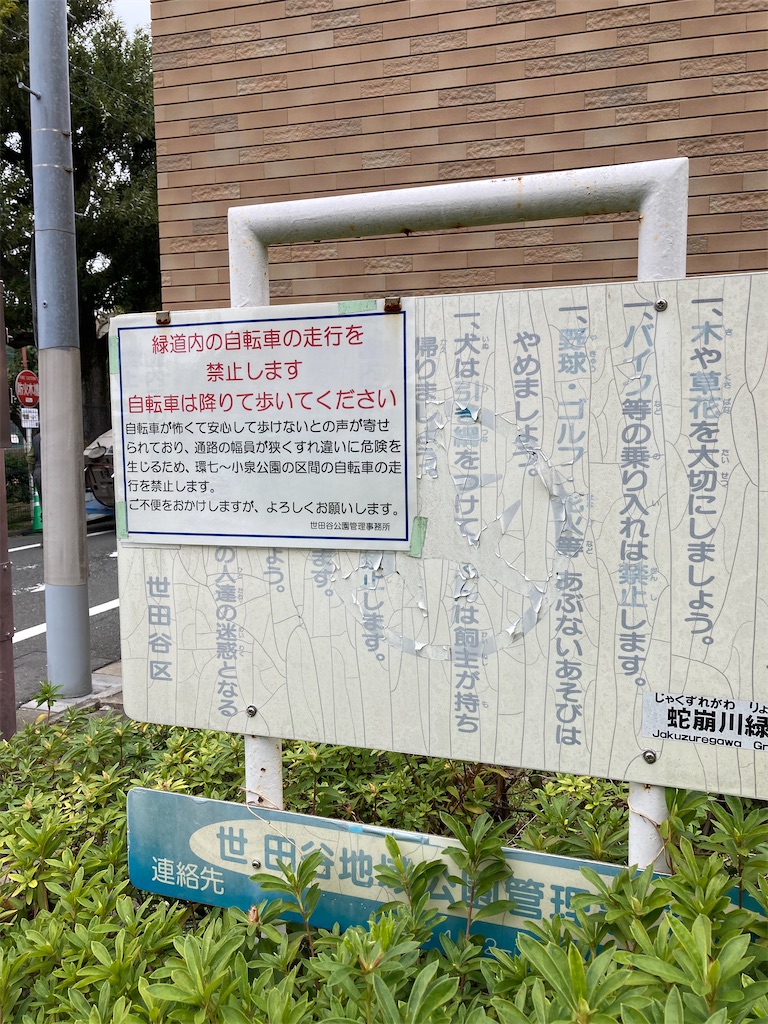 緑道内の自転車の走行を
禁止します
自転車は降りて歩いてください
自転車が怖くて安心して歩けないとの声が寄せ
られており、通路の幅員が狭くすれ違いに危険を
生じるため、環七～小泉公園の区間の自転車の走
行を禁止します。
ご不便をおかけしますが、よろしくお願いします。
世田谷公園管理事務所
一、木や草花を大切にしましょう。
一、バイク等の乗り入れは禁止します。
一、野球・ゴルフ・花火等 あぶないあそびは
やめましょう。
一、犬は引き綱をつけて は飼主が持ち
帰りましょう。
止します。
ます。
よう。
の人達の迷惑となる
世田谷区
じゃくずれがわ りょ
蛇崩川緑
Jakuzuregawa Gr
連絡先
世田谷地域公園管理